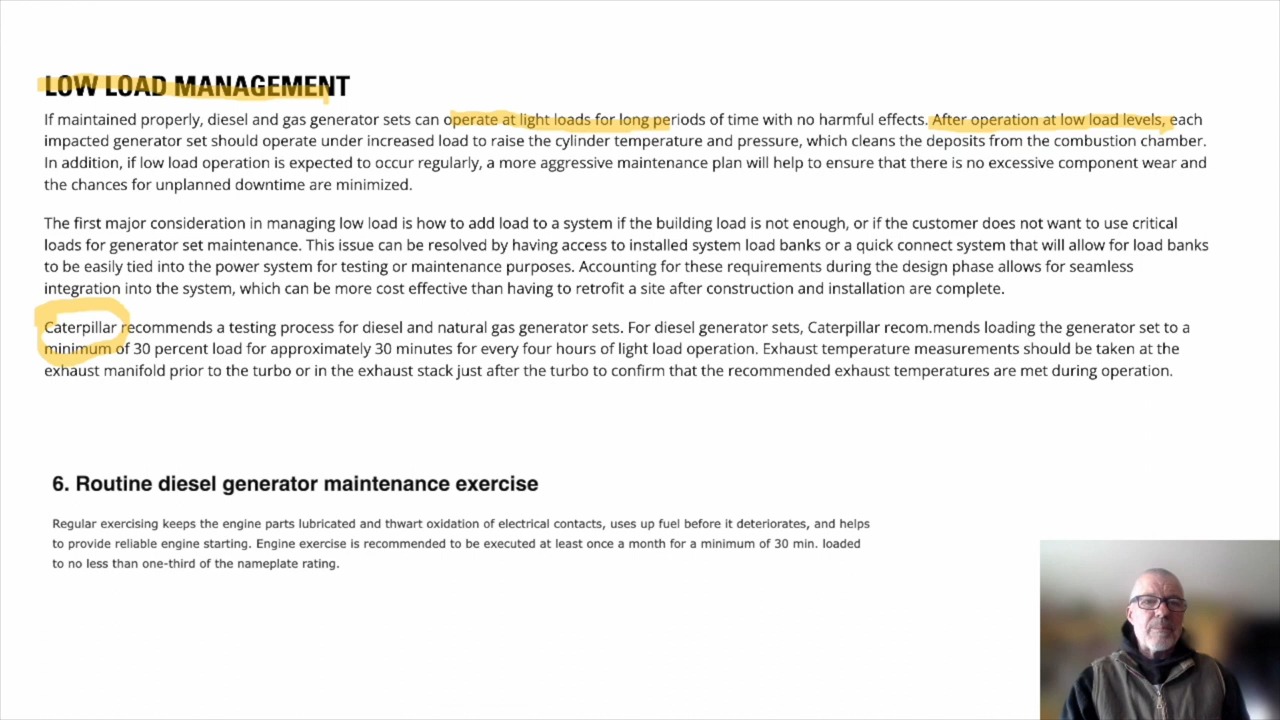 LOW LOAD MANAGEMENT
If maintained properly, diesel and gas generator sets can operate at light loads for long periods of time with no harmful effects. After operation at low load levels, each
impacted generator set should operate under increased load to raise the cylinder temperature and pressure, which cleans the deposits from the combustion chamber.
In addition, if low load operation is expected to occur regularly, a more aggressive maintenance plan will help to ensure that there is no excessive component wear and
the chances for unplanned downtime are minimized.
The first major consideration in managing low load is how to add load to a system if the building load is not enough, or if the customer does not want to use critical
loads for generator set maintenance. This issue can be resolved by having access to installed system load banks or a quick connect system that will allow for load banks
to be easily tied into the power system for testing or maintenance purposes. Accounting for these requirements during the design phase allows for seamless
integration into the system, which can be more cost effective than having to retrofit a site after construction and installation are complete.
Caterpillar recommends a testing process for diesel and natural gas generator sets. For diesel generator sets, Caterpillar recom.mends loading the generator set to a
minimum of 30 percent load for approximately 30 minutes for every four hours of light load operation. Exhaust temperature measurements should be taken at the
exhaust manifold prior to the turbo or in the exhaust stack just after the turbo to confirm that the recommended exhaust temperatures are met during operation.
6. Routine diesel generator maintenance exercise
Regular exercising keeps the engine parts lubricated and thwart oxidation of electrical contacts, uses up fuel before it deteriorates, and helps
to provide reliable engine starting. Engine exercise is recommended to be executed at least once a month for a minimum of 30 min. loaded
to no less than one-third of the nameplate rating.